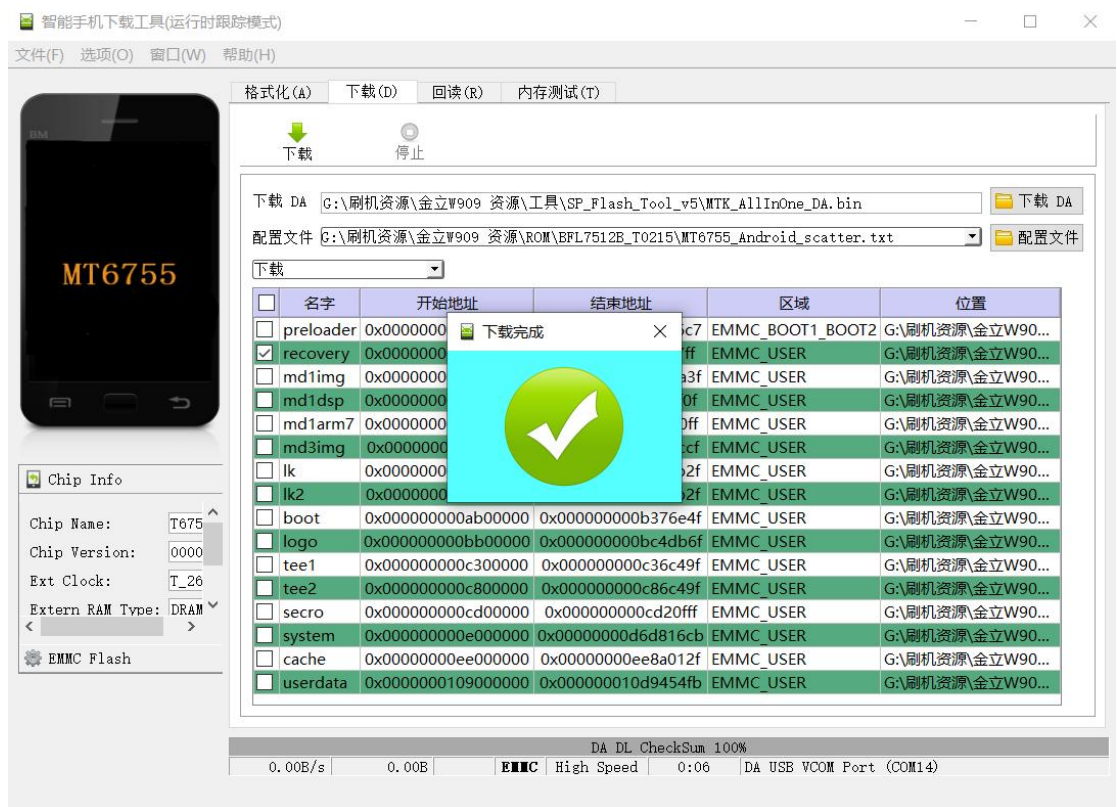 智能手机下载工具(运行时跟踪模式)
文件(F) 选项(O) 窗口(W) 帮助(H)
格式化(A) 下载(D) 回读(R) 内存测试(T)
BM
下载 停止
下载 DA G:\刷机资源\金立W909 资源\工具\SP_Flash_Tool_v5\MTK_AllInOne_DA.bin 下载 DA
配置文件 G:\刷机资源\金立W909 资源\ROM\BFL7512B_T0215\MT6755_Android_scatter.txt 配置文件
MT6755
下载
名字 开始地址 结束地址 区域 位置
下载完成
preloader 0x0000000 6c7 EMMC_BOOT1_BOOT2 G:\刷机资源\金立W90...
recovery 0x0000000 ff EMMC_USER G:\刷机资源\金立W90...
md1img 0x0000000 a3f EMMC_USER G:\刷机资源\金立W90...
md1dsp 0x0000000 0f EMMC_USER G:\刷机资源\金立W90...
md1arm7 0x0000000 0ff EMMC_USER G:\刷机资源\金立W90...
md3img 0x0000000 ccf EMMC_USER G:\刷机资源\金立W90...
lk 0x0000000 2f EMMC_USER G:\刷机资源\金立W90...
lk2 0x0000000 2f EMMC_USER G:\刷机资源\金立W90...
boot 0x000000000ab00000 0x000000000b376e4f EMMC_USER G:\刷机资源\金立W90...
logo 0x000000000bb00000 0x000000000bc4db6f EMMC_USER G:\刷机资源\金立W90...
tee1 0x000000000c300000 0x000000000c36c49f EMMC_USER G:\刷机资源\金立W90...
tee2 0x000000000c800000 0x000000000c86c49f EMMC_USER G:\刷机资源\金立W90...
secro 0x000000000cd00000 0x000000000cd20fff EMMC_USER G:\刷机资源\金立W90...
system 0x000000000e000000 0x00000000d6d816cb EMMC_USER G:\刷机资源\金立W90...
cache 0x00000000ee000000 0x00000000ee8a012f EMMC_USER G:\刷机资源\金立W90...
userdata 0x0000000109000000 0x000000010d9454fb EMMC_USER G:\刷机资源\金立W90...
Chip Info
Chip Name: T675
Chip Version: 0000
Ext Clock: T_26
Extern RAM Type: DRAM
EMMC Flash
DA DL CheckSum 100%
0.00B/s 0.00B EMMC High Speed 0:06 DA USB VCOM Port (COM14)